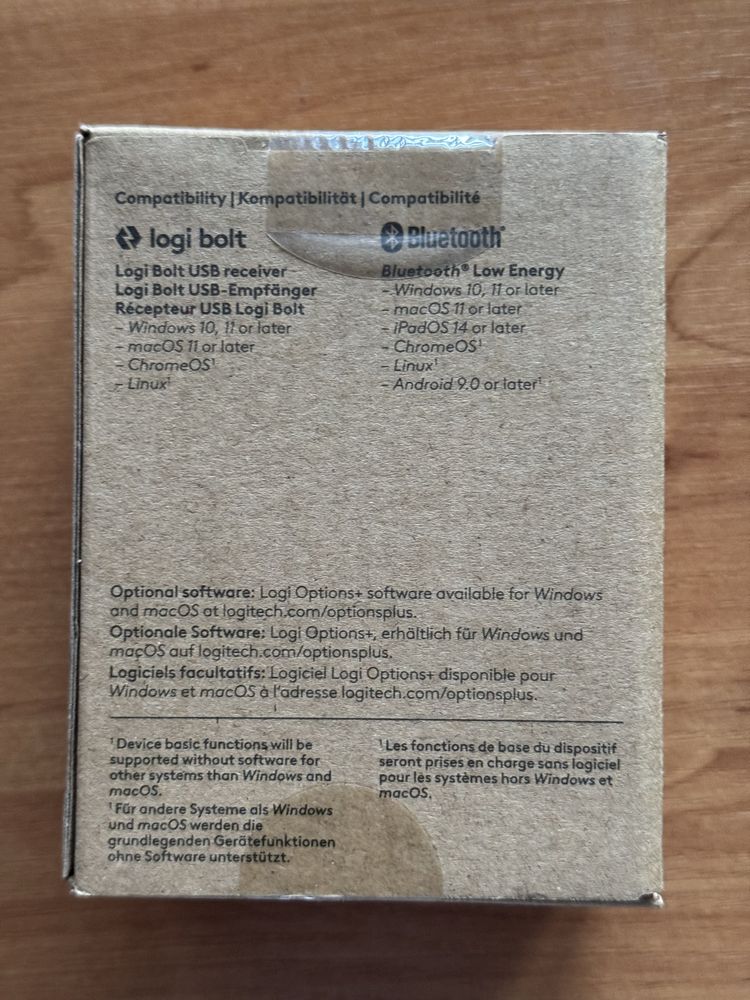 Compatibility | Kompatibilität | Compatibilité
logi bolt
Logi Bolt USB receiver
Logi Bolt USB-Empfänger
Récepteur USB Logi Bolt
– Windows 10, 11 or later
– macOS 11 or later
– ChromeOS¹
– Linux¹
Bluetooth®
Bluetooth® Low Energy
– Windows 10, 11 or later
– macOS 11 or later
– iPadOS 14 or later
– ChromeOS¹
– Linux¹
– Android 9.0 or later¹
Optional software: Logi Options+ software available for Windows
and macOS at logitech.com/optionsplus.
Optionale Software: Logi Options+, erhältlich für Windows und
macOS auf logitech.com/optionsplus.
Logiciels facultatifs: Logiciel Logi Options+ disponible pour
Windows et macOS à l'adresse logitech.com/optionsplus.
¹ Device basic functions will be
supported without software for
other systems than Windows and
macOS.
¹ Für andere Systeme als Windows
und macOS werden die
grundlegenden Gerätefunktionen
ohne Software unterstützt.
¹ Les fonctions de base du dispositif
seront prises en charge sans logiciel
pour les systèmes hors Windows et
macOS.